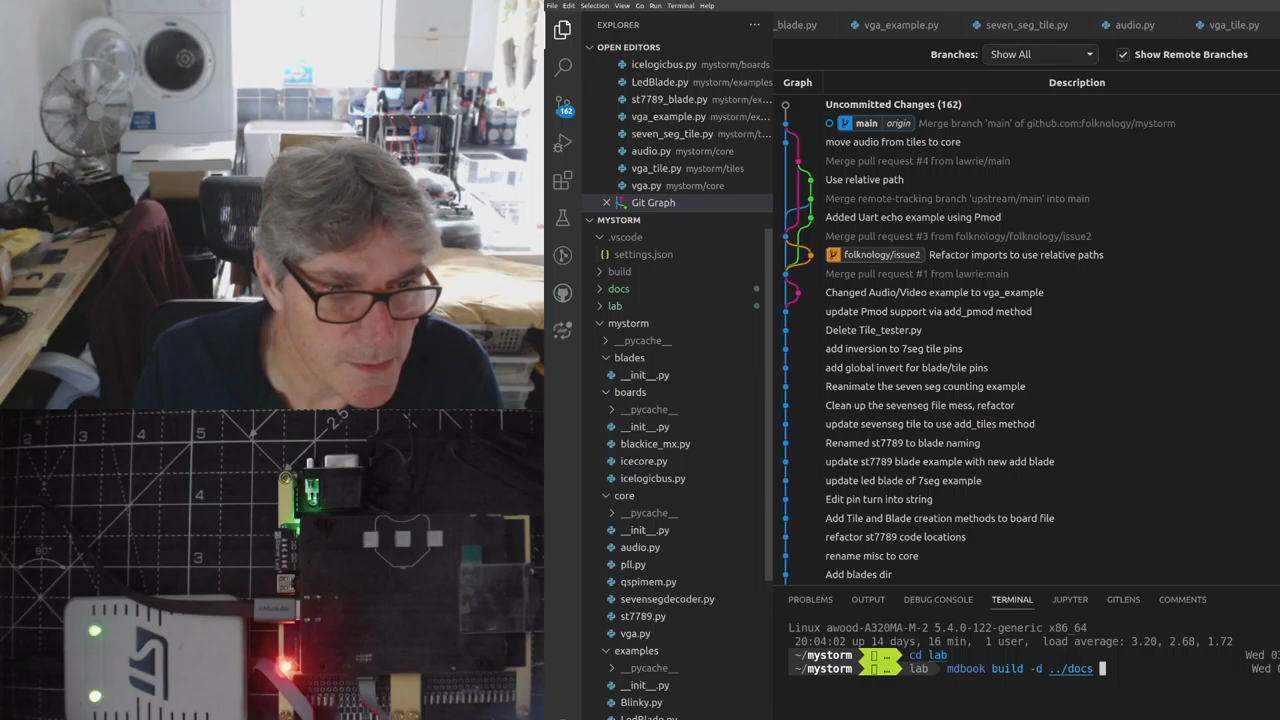 File Edit Selection View Go Run Terminal Help
EXPLORER
OPEN EDITORS
icelogicbus.py mystorm/boards
LedBlade.py mystorm/examples
st7789_blade.py mystorm/ex...
vga_example.py mystorm/ex...
seven_seg_tile.py mystorm/t...
audio.py mystorm/core
vga_tile.py mystorm/tiles
vga.py mystorm/core
Git Graph
MYSTORM
.vscode
settings.json
build
docs
lab
mystorm
__pycache__
blades
__init__.py
boards
__pycache__
__init__.py
blackice_mx.py
icecore.py
icelogicbus.py
core
__pycache__
__init__.py
audio.py
pll.py
qspimem.py
sevensegdecoder.py
st7789.py
vga.py
examples
__pycache__
__init__.py
Blinky.py
LedBlade.py
162
_blade.py vga_example.py seven_seg_tile.py audio.py vga_tile.py
Branches: Show All Show Remote Branches
Graph Description
Uncommitted Changes (162)
main origin Merge branch 'main' of github.com:folknology/mystorm
move audio from tiles to core
Merge pull request #4 from lawrie/main
Use relative path
Merge remote-tracking branch 'upstream/main' into main
Added Uart echo example using Pmod
Merge pull request #3 from folknology/folknology/issue2
folknology/issue2 Refactor imports to use relative paths
Merge pull request #1 from lawrie:main
Changed Audio/Video example to vga_example
update Pmod support via add_pmod method
Delete Tile_tester.py
add inversion to 7seg tile pins
add global invert for blade/tile pins
Reanimate the seven seg counting example
Clean up the sevenseg file mess, refactor
update sevenseg tile to use add_tiles method
Renamed st7789 to blade naming
update st7789 blade example with new add blade
update led blade of 7seg example
Edit pin turn into string
Add Tile and Blade creation methods to board file
refactor st7789 code locations
rename misc to core
Add blades dir
PROBLEMS OUTPUT DEBUG CONSOLE TERMINAL JUPYTER GITLENS COMMENTS
Linux awood-A320MA-M-2 5.4.0-122-generic x86_64
20:04:02 up 14 days, 16 min, 1 user, load average: 3.20, 2.68, 1.72
~/mystorm … cd lab Wed 03
~/mystorm … lab mdbook build -d ../docs Wed 0
2 3 5 2.5
4
90° 3